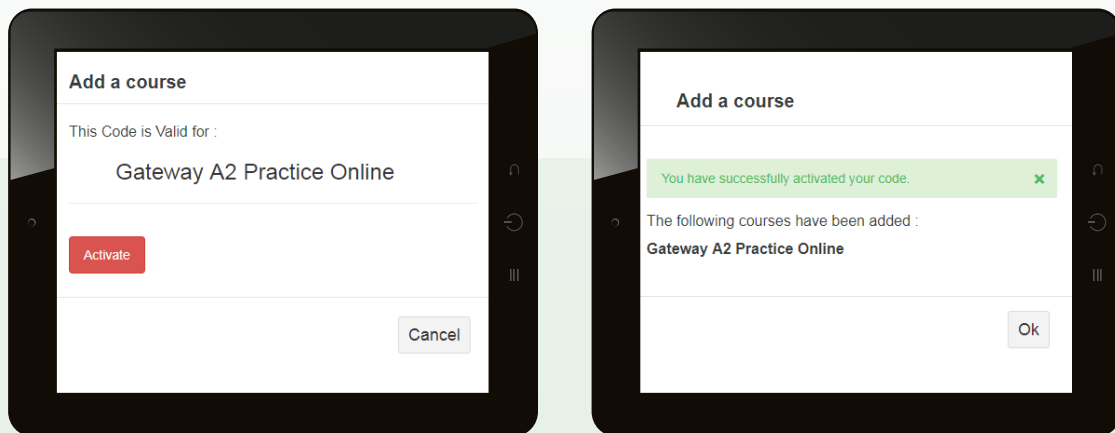 Add a course
This Code is Valid for :
Gateway A2 Practice Online
Activate
Cancel
Add a course
You have successfully activated your code.
×
The following courses have been added :
Gateway A2 Practice Online
Ok